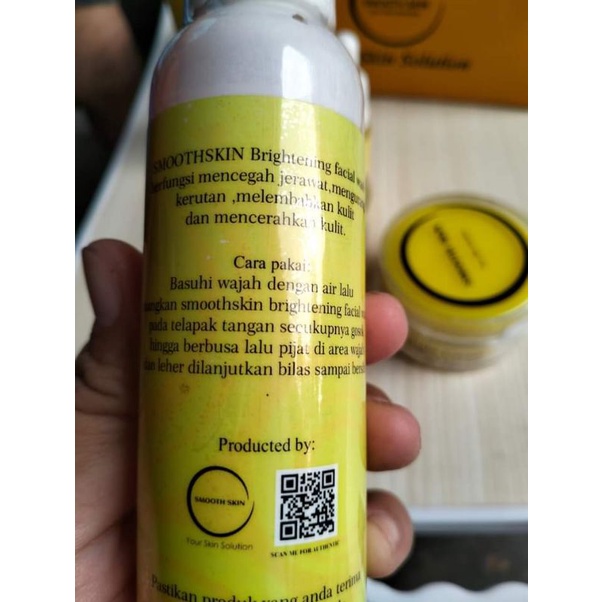 SMOOTHSKIN Brightening facial
mencegah jerawat,
kerutan ,melembabkan kulit
dan mencerahkan kulit.
Cara pakai:
Basuhi wajah dengan air lalu
smoothskin brightening facial
pada telapak tangan secukupnya
hingga berbusa lalu pijat di area
leher dilanjutkan bilas sampai
Producted by:
SMOOTH SKIN
Your Skin Solution
SCAN ME FOR
Pastikan produk yang anda terima
Solution